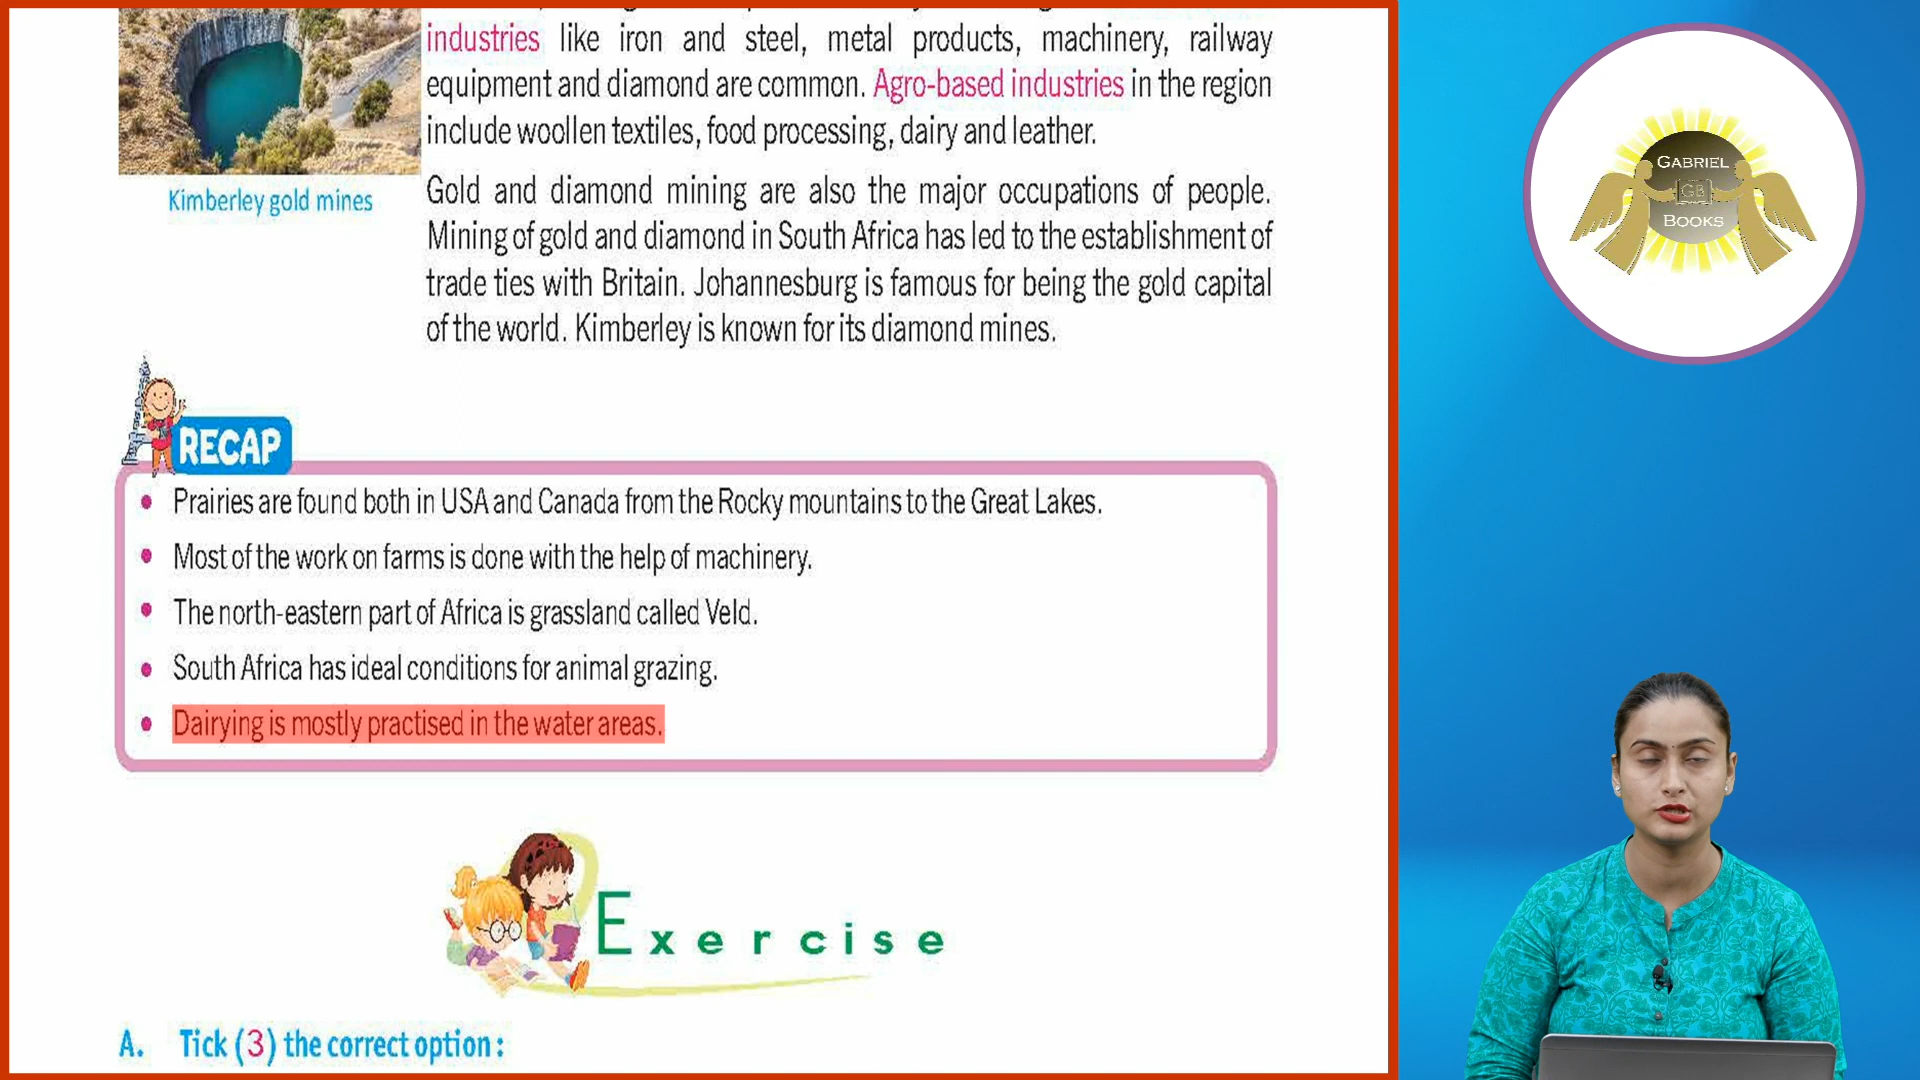 industries like iron and steel, metal products, machinery, railway
equipment and diamond are common. Agro-based industries in the region
include woollen textiles, food processing, dairy and leather.
Kimberley gold mines
Gold and diamond mining are also the major occupations of people.
Mining of gold and diamond in South Africa has led to the establishment of
trade ties with Britain. Johannesburg is famous for being the gold capital
of the world. Kimberley is known for its diamond mines.
RECAP
• Prairies are found both in USA and Canada from the Rocky mountains to the Great Lakes.
• Most of the work on farms is done with the help of machinery.
• The north-eastern part of Africa is grassland called Veld.
• South Africa has ideal conditions for animal grazing.
• Dairying is mostly practised in the water areas.
Exercise
A. Tick (3) the correct option :
GABRIEL
GB
BOOKS